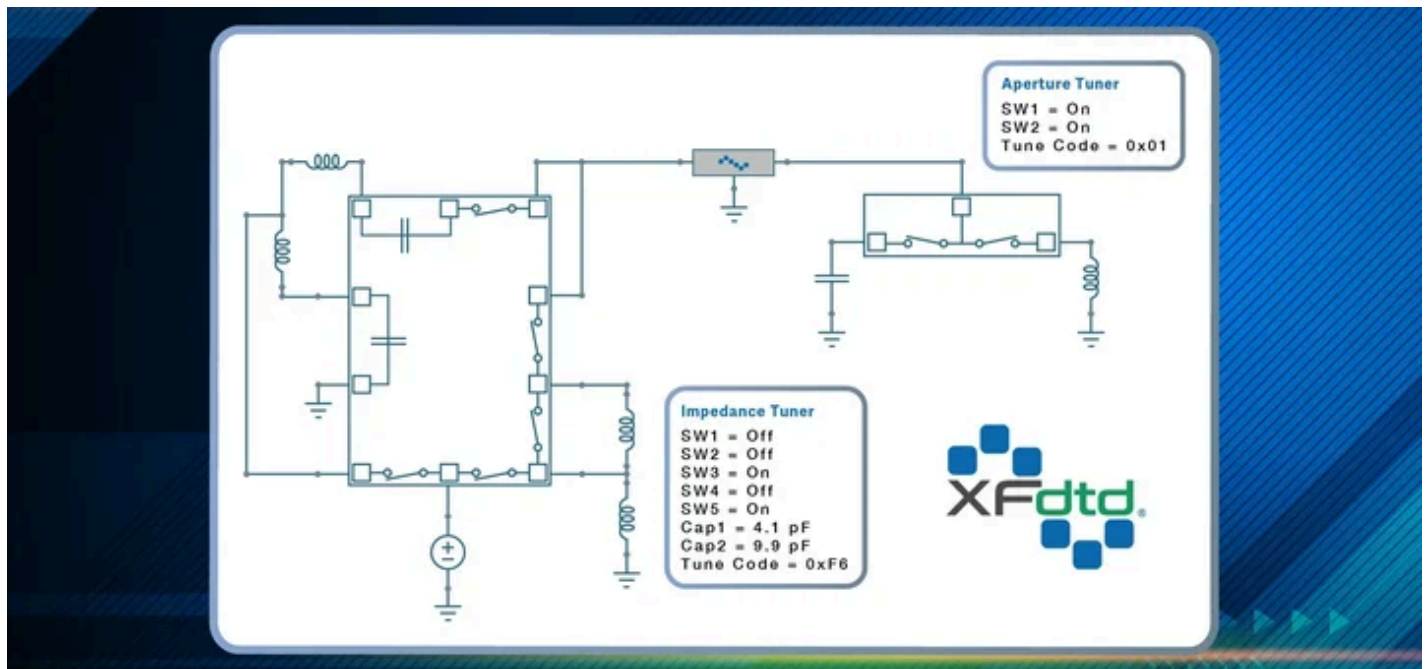 Aperture Tuner
SW1 = On
SW2 = On
Tune Code = 0x01
Impedance Tuner
SW1 = Off
SW2 = Off
SW3 = On
SW4 = Off
SW5 = On
Cap1 = 4.1 pF
Cap2 = 9.9 pF
Tune Code = 0xF6
XFdtd®